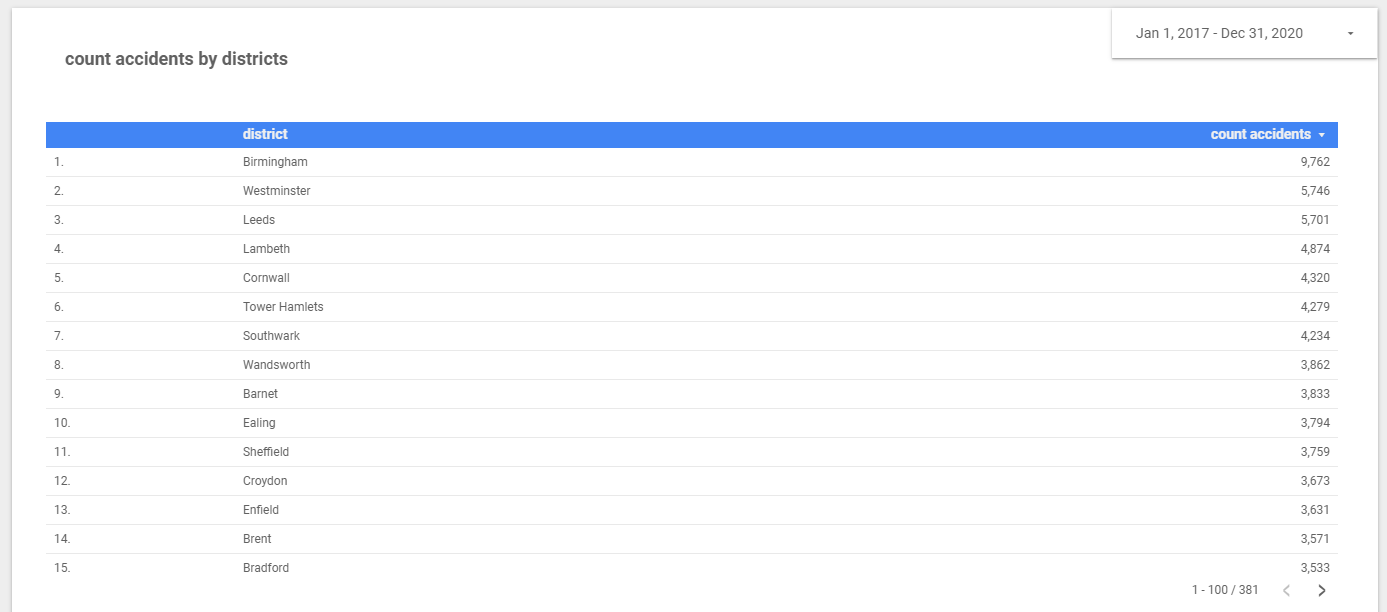 Jan 1, 2017 - Dec 31, 2020
count accidents by districts
district count accidents
1. Birmingham 9,762
2. Westminster 5,746
3. Leeds 5,701
4. Lambeth 4,874
5. Cornwall 4,320
6. Tower Hamlets 4,279
7. Southwark 4,234
8. Wandsworth 3,862
9. Barnet 3,833
10. Ealing 3,794
11. Sheffield 3,759
12. Croydon 3,673
13. Enfield 3,631
14. Brent 3,571
15. Bradford 3,533
1 - 100 / 381